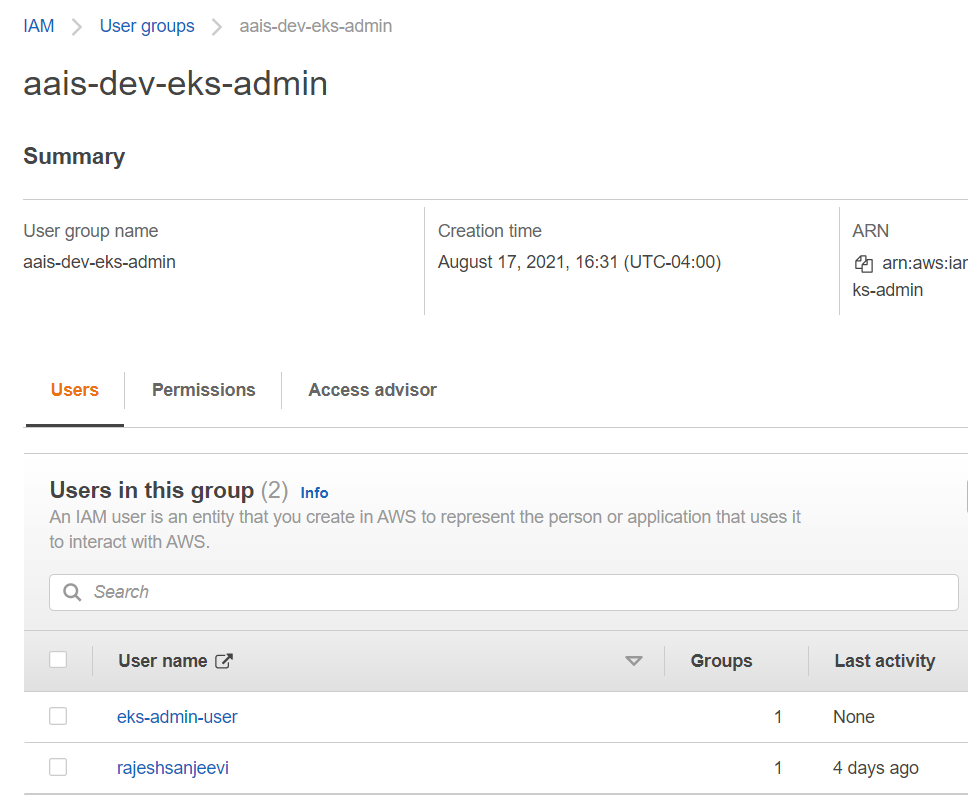 IAM > User groups > aais-dev-eks-admin
aais-dev-eks-admin
Summary
User group name
aais-dev-eks-admin
Creation time
August 17, 2021, 16:31 (UTC-04:00)
ARN
arn:aws:iar
ks-admin
Users
Permissions
Access advisor
Users in this group (2) Info
An IAM user is an entity that you create in AWS to represent the person or application that uses it
to interact with AWS.
Search
User name Groups Last activity
eks-admin-user 1 None
rajeshsanjeevi 1 4 days ago